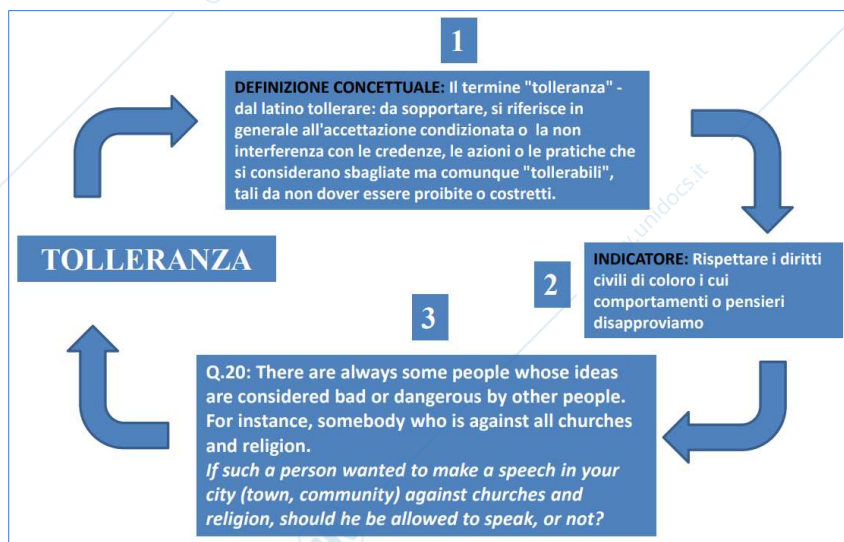 1
DEFINIZIONE CONCETTUALE: Il termine "tolleranza" -
dal latino tollerare: da sopportare, si riferisce in
generale all'accettazione condizionata o la non
interferenza con le credenze, le azioni o le pratiche che
si considerano sbagliate ma comunque "tollerabili",
tali da non dover essere proibite o costretti.
TOLLERANZA
2
INDICATORE: Rispettare i diritti
civili di coloro i cui
comportamenti o pensieri
disapproviamo
3
Q.20: There are always some people whose ideas
are considered bad or dangerous by other people.
For instance, somebody who is against all churches
and religion.
If such a person wanted to make a speech in your
city (town, community) against churches and
religion, should he be allowed to speak, or not?
unidocs.it